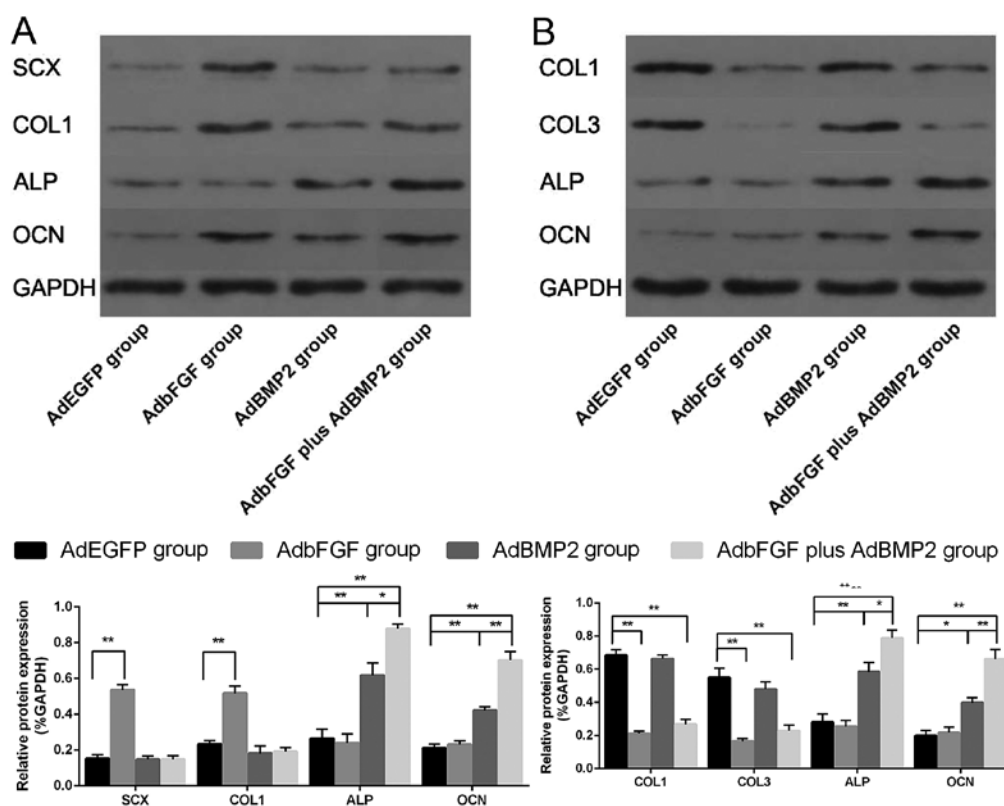 A
SCX
COL1
ALP
OCN
GAPDH
AdEGFP group
AdbFGF group
AdBMP2 group
AdbFGF plus AdBMP2 group
B
COL1
COL3
ALP
OCN
GAPDH
AdEGFP group
AdbFGF group
AdBMP2 group
AdbFGF plus AdBMP2 group
AdEGFP group AdbFGF group AdBMP2 group AdbFGF plus AdBMP2 group
Relative protein expression
(%GAPDH)
1.0
0.8
0.6
0.4
0.2
0.0
**
**
**
** *
**
** **
SCX COL1 ALP OCN
Relative protein expression
(%GAPDH)
1.0
0.8
0.6
0.4
0.2
0.0
**
**
**
**
**
** *
**
* **
COL1 COL3 ALP OCN